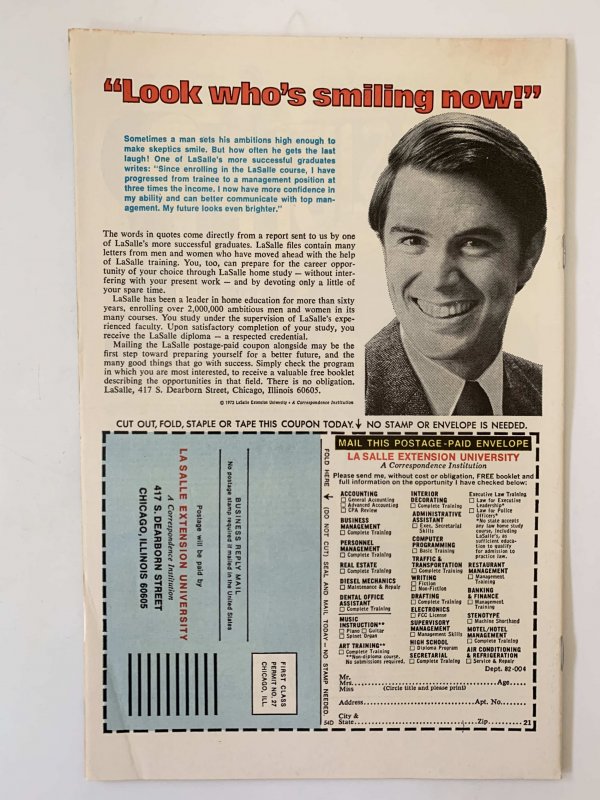 “Look who’s smiling now!”
Sometimes a man sets his ambitions high enough to
make skeptics smile. But how often he gets the last
laugh! One of LaSalle's more successful graduates
writes: "Since enrolling in the LaSalle course, I have
progressed from trainee to a management position at
three times the income. I now have more confidence in
my ability and can better communicate with top man-
agement. My future looks even brighter."
The words in quotes come directly from a report sent to us by one
of LaSalle's more successful graduates. LaSalle files contain many
letters from men and women who have moved ahead with the help
of LaSalle training. You, too, can prepare for the career oppor-
tunity of your choice through LaSalle home study — without inter-
fering with your present work — and by devoting only a little of
your spare time.
LaSalle has been a leader in home education for more than sixty
years, enrolling over 2,000,000 ambitious men and women in its
many courses. You study under the supervision of LaSalle's expe-
rienced faculty. Upon satisfactory completion of your study, you
receive the LaSalle diploma — a respected credential.
Mailing the LaSalle postage-paid coupon alongside may be the
first step toward preparing yourself for a better future, and the
many good things that go with success. Simply check the program
in which you are most interested, to receive a valuable free booklet
describing the opportunities in that field. There is no obligation.
LaSalle, 417 S. Dearborn Street, Chicago, Illinois 60605.
© 1972 LaSalle Extension University • A Correspondence Institution
CUT OUT, FOLD, STAPLE OR TAPE THIS COUPON TODAY. ↓ NO STAMP OR ENVELOPE IS NEEDED.
BUSINESS REPLY MAIL
No postage stamp required if mailed in the United States
Postage will be paid by
LA SALLE EXTENSION UNIVERSITY
A Correspondence Institution
417 S. DEARBORN STREET
CHICAGO, ILLINOIS 60605
FIRST CLASS
PERMIT NO. 27
CHICAGO, ILL.
FOLD HERE ↓ (DO NOT CUT) SEAL AND MAIL TODAY — NO STAMP NEEDED.
54D
MAIL THIS POSTAGE-PAID ENVELOPE
LA SALLE EXTENSION UNIVERSITY
A Correspondence Institution
Please send me, without cost or obligation, FREE booklet and
full information on the opportunity I have checked below:
ACCOUNTING
General Accounting
Advanced Accounting
CPA Review
BUSINESS
MANAGEMENT
Complete Training
PERSONNEL
MANAGEMENT
Complete Training
REAL ESTATE
Complete Training
DIESEL MECHANICS
Maintenance & Repair
DENTAL OFFICE
ASSISTANT
Complete Training
MUSIC
INSTRUCTION**
Piano Guitar
Spinet Organ
ART TRAINING**
Complete Training
**Non-diploma course.
No submissions required.
INTERIOR
DECORATING
Complete Training
ADMINISTRATIVE
ASSISTANT
Exec. Secretarial
Skills
COMPUTER
PROGRAMMING
Basic Training
TRAFFIC &
TRANSPORTATION
Complete Training
WRITING
Fiction
Non-Fiction
DRAFTING
Complete Training
ELECTRONICS
FCC License
SUPERVISORY
MANAGEMENT
Management Skills
HIGH SCHOOL
Diploma Program
SECRETARIAL
Complete Training
Executive Law Training
Law for Executive
Leadership*
Law for Police
Officers*
*No state accepts
any law home study
course, including
LaSalle's, as
sufficient educa-
tion to qualify
for admission to
practice law.
RESTAURANT
MANAGEMENT
Management
Training
BANKING
& FINANCE
Management
Training
STENOTYPE
Machine Shorthand
MOTEL/HOTEL
MANAGEMENT
Complete Training
AIR CONDITIONING
& REFRIGERATION
Service & Repair
Dept. 82-004
Mr.
Mrs. Age
Miss (Circle title and please print)
Address Apt. No.
City &
State Zip 21